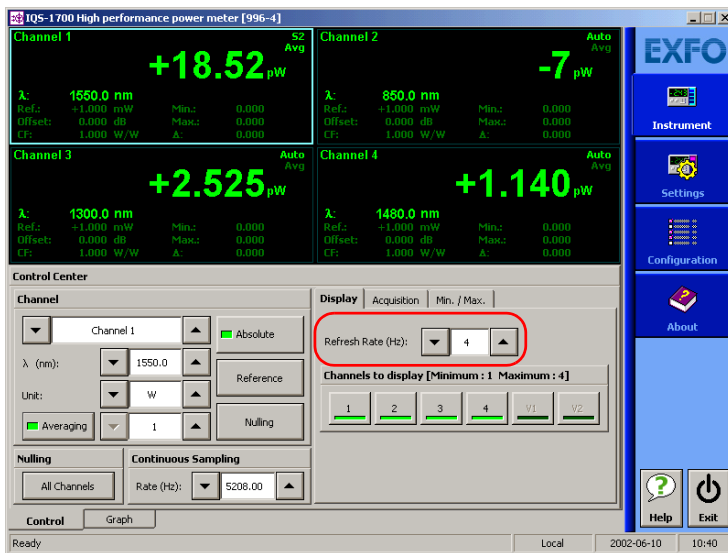 IQS-1700 High performance power meter [996-4]
Channel 1
S2
Avg
+18.52 pW
λ: 1550.0 nm
Ref.: +1.000 mW Min.: 0.000
Offset: 0.000 dB Max.: 0.000
CF: 1.000 W/W Δ: 0.000
Channel 2
Auto
Avg
-7 pW
λ: 850.0 nm
Ref.: +1.000 mW Min.: 0.000
Offset: 0.000 dB Max.: 0.000
CF: 1.000 W/W Δ: 0.000
Channel 3
Auto
Avg
+2.525 pW
λ: 1300.0 nm
Ref.: +1.000 mW Min.: 0.000
Offset: 0.000 dB Max.: 0.000
CF: 1.000 W/W Δ: 0.000
Channel 4
Auto
Avg
+1.140 pW
λ: 1480.0 nm
Ref.: +1.000 mW Min.: 0.000
Offset: 0.000 dB Max.: 0.000
CF: 1.000 W/W Δ: 0.000
EXFO
Instrument
Settings
Configuration
About
Help
Exit
Control Center
Channel
Channel 1
Absolute
λ (nm): 1550.0
Reference
Unit: W
Averaging 1
Nulling
Nulling
All Channels
Continuous Sampling
Rate (Hz): 5208.00
Display Acquisition Min. / Max.
Refresh Rate (Hz): 4
Channels to display [Minimum : 1 Maximum : 4]
1 2 3 4 V1 V2
Control Graph
Ready Local 2002-06-10 10:40